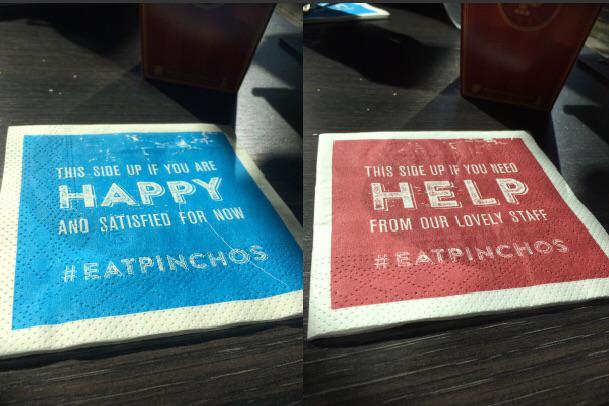 THIS SIDE UP IF YOU ARE
HAPPY
AND SATISFIED FOR NOW
#EATPINCHOS
THIS SIDE UP IF YOU NEED
HELP
FROM OUR LOVELY STAFF
#EATPINCHOS